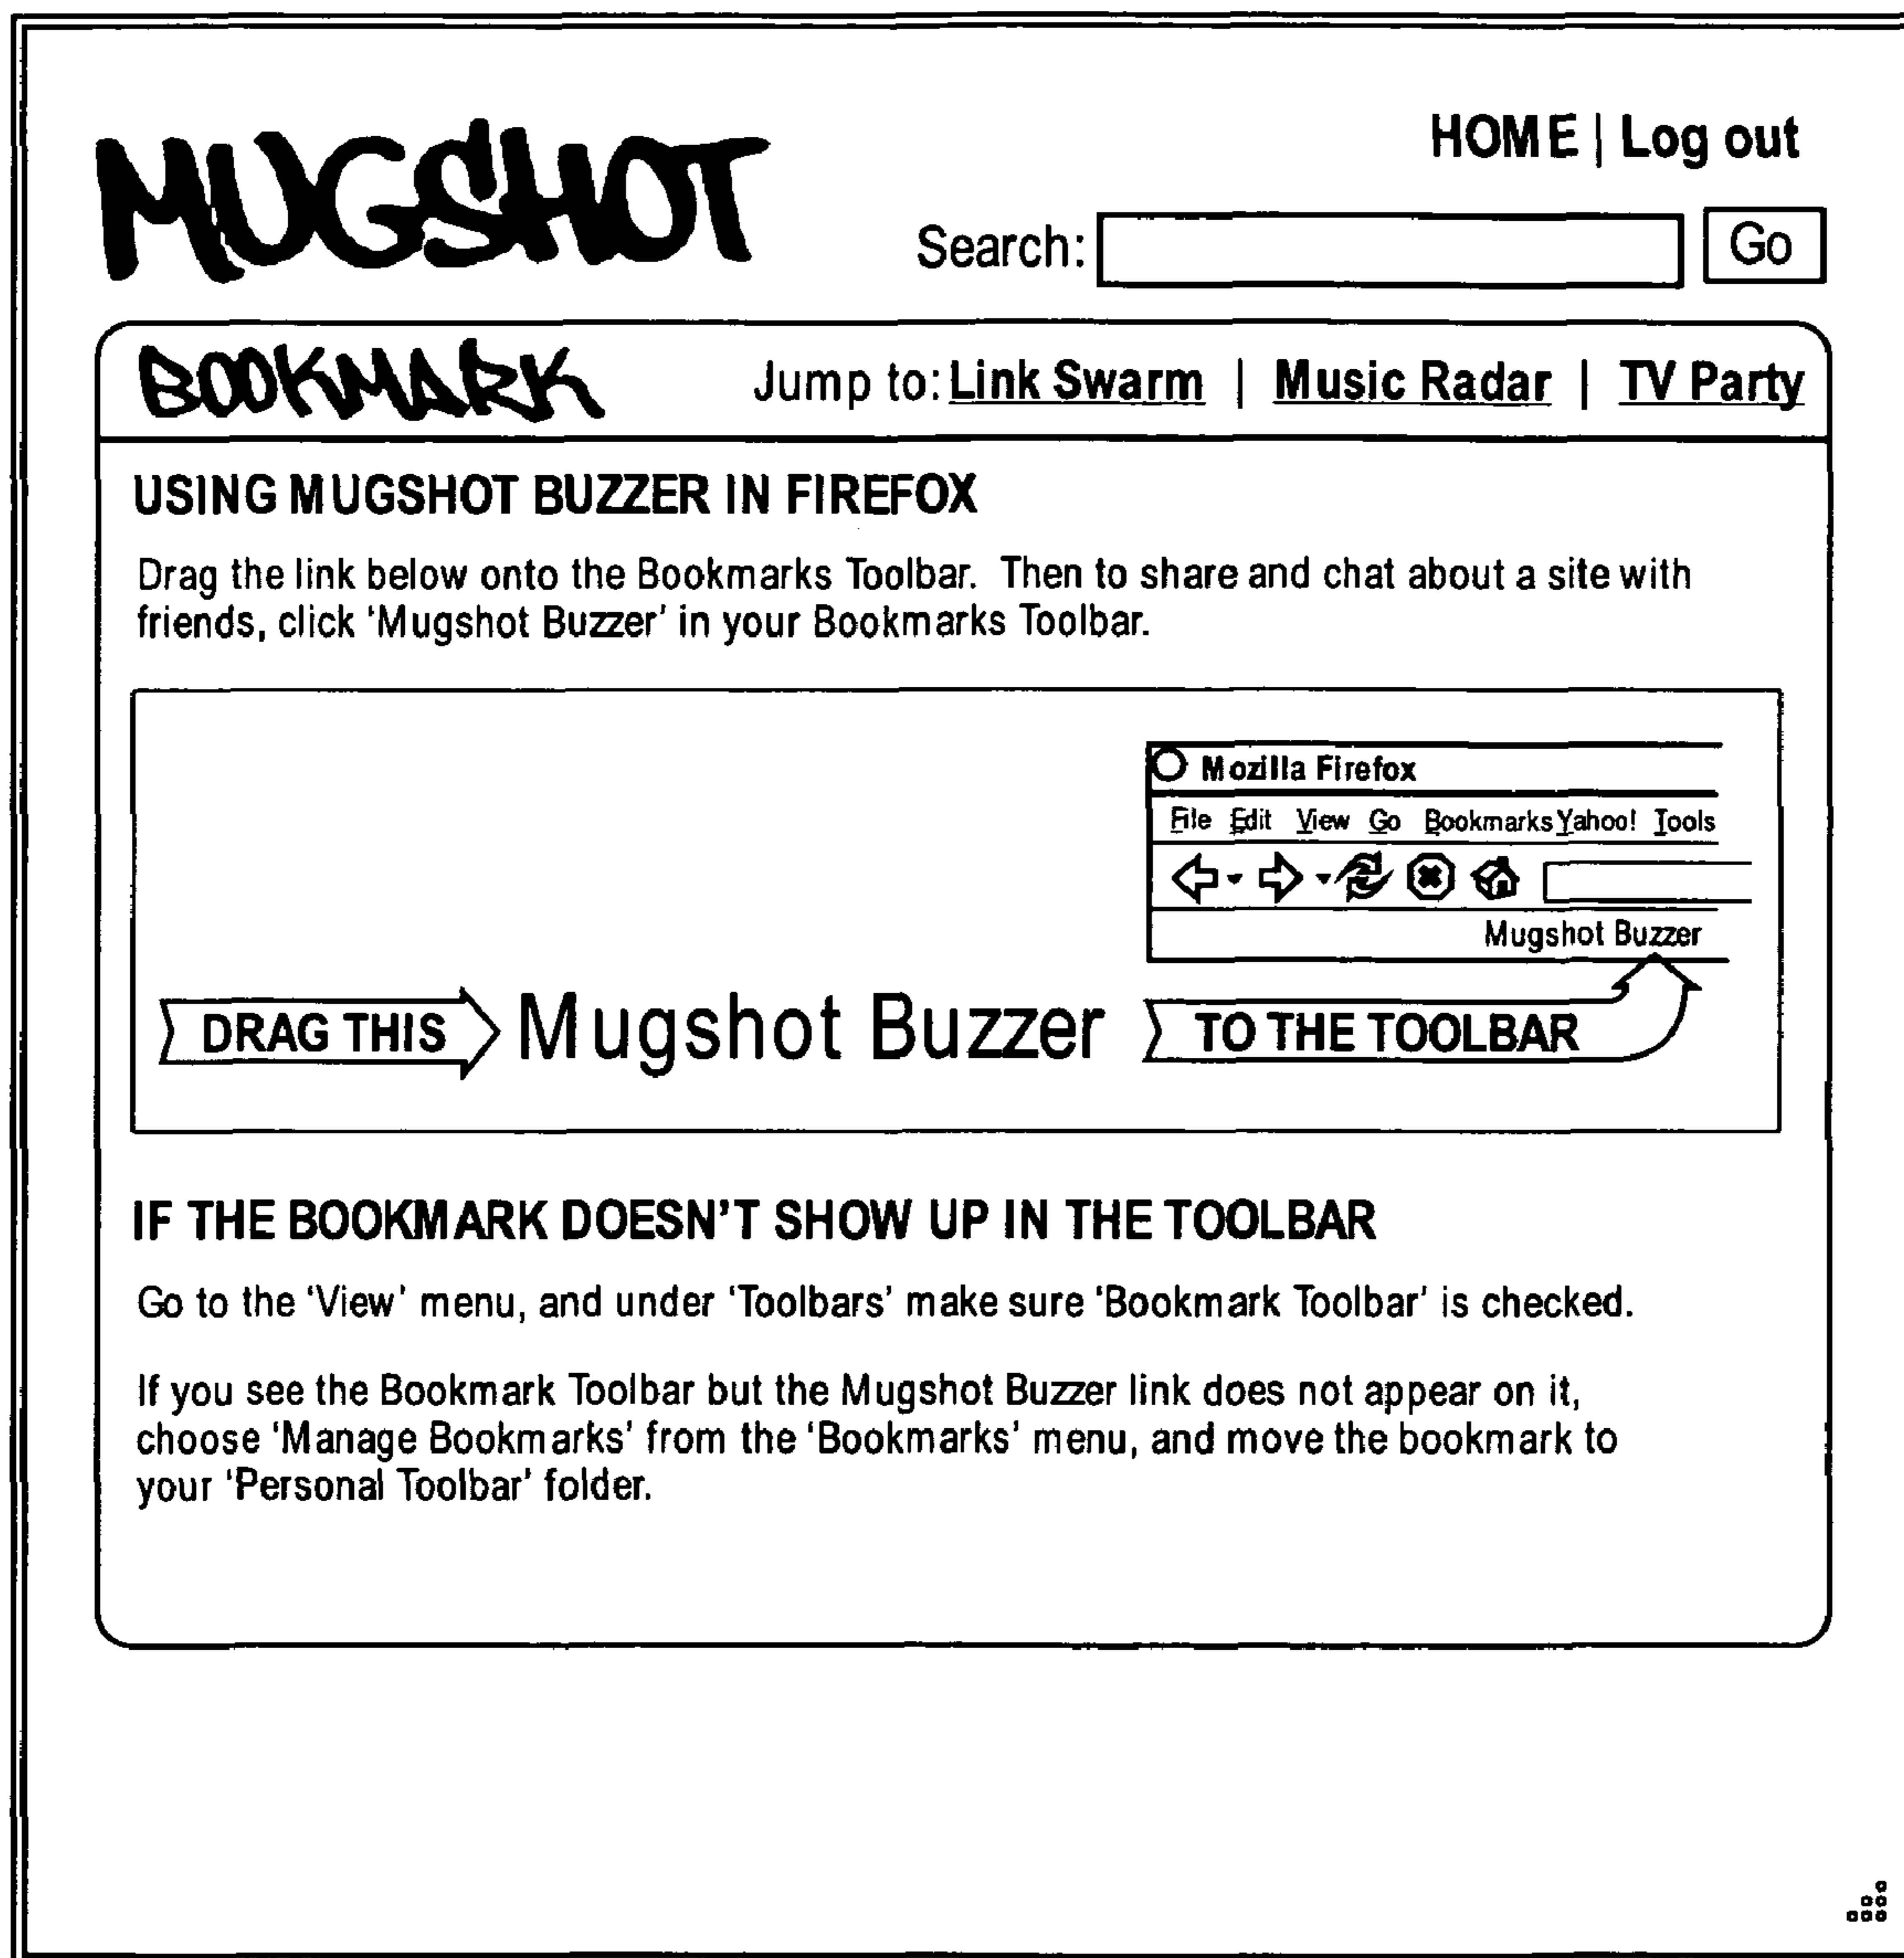 MUGSHOT
HOME | Log out
Search: Go
BOOKMARK
Jump to: Link Swarm | Music Radar | TV Party
USING MUGSHOT BUZZER IN FIREFOX
Drag the link below onto the Bookmarks Toolbar. Then to share and chat about a site with
friends, click 'Mugshot Buzzer' in your Bookmarks Toolbar.
Mozilla Firefox
File Edit View Go Bookmarks Yahoo! Tools
Mugshot Buzzer
DRAG THIS Mugshot Buzzer TO THE TOOLBAR
IF THE BOOKMARK DOESN'T SHOW UP IN THE TOOLBAR
Go to the 'View' menu, and under 'Toolbars' make sure 'Bookmark Toolbar' is checked.
If you see the Bookmark Toolbar but the Mugshot Buzzer link does not appear on it,
choose 'Manage Bookmarks' from the 'Bookmarks' menu, and move the bookmark to
your 'Personal Toolbar' folder.